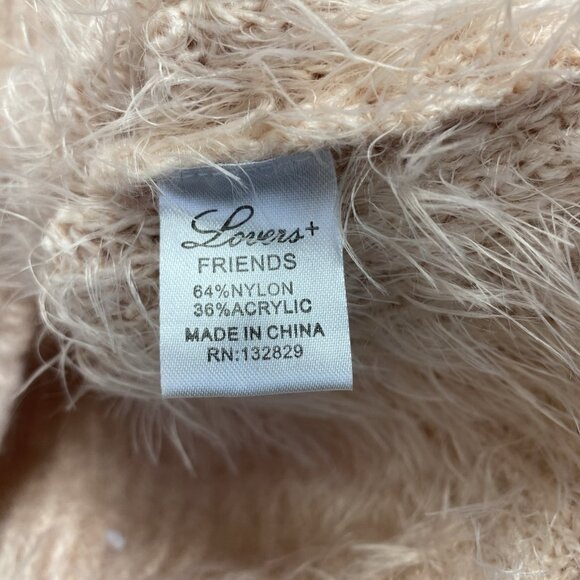 Lovers+
FRIENDS
64%NYLON
36%ACRYLIC
MADE IN CHINA
RN:132829